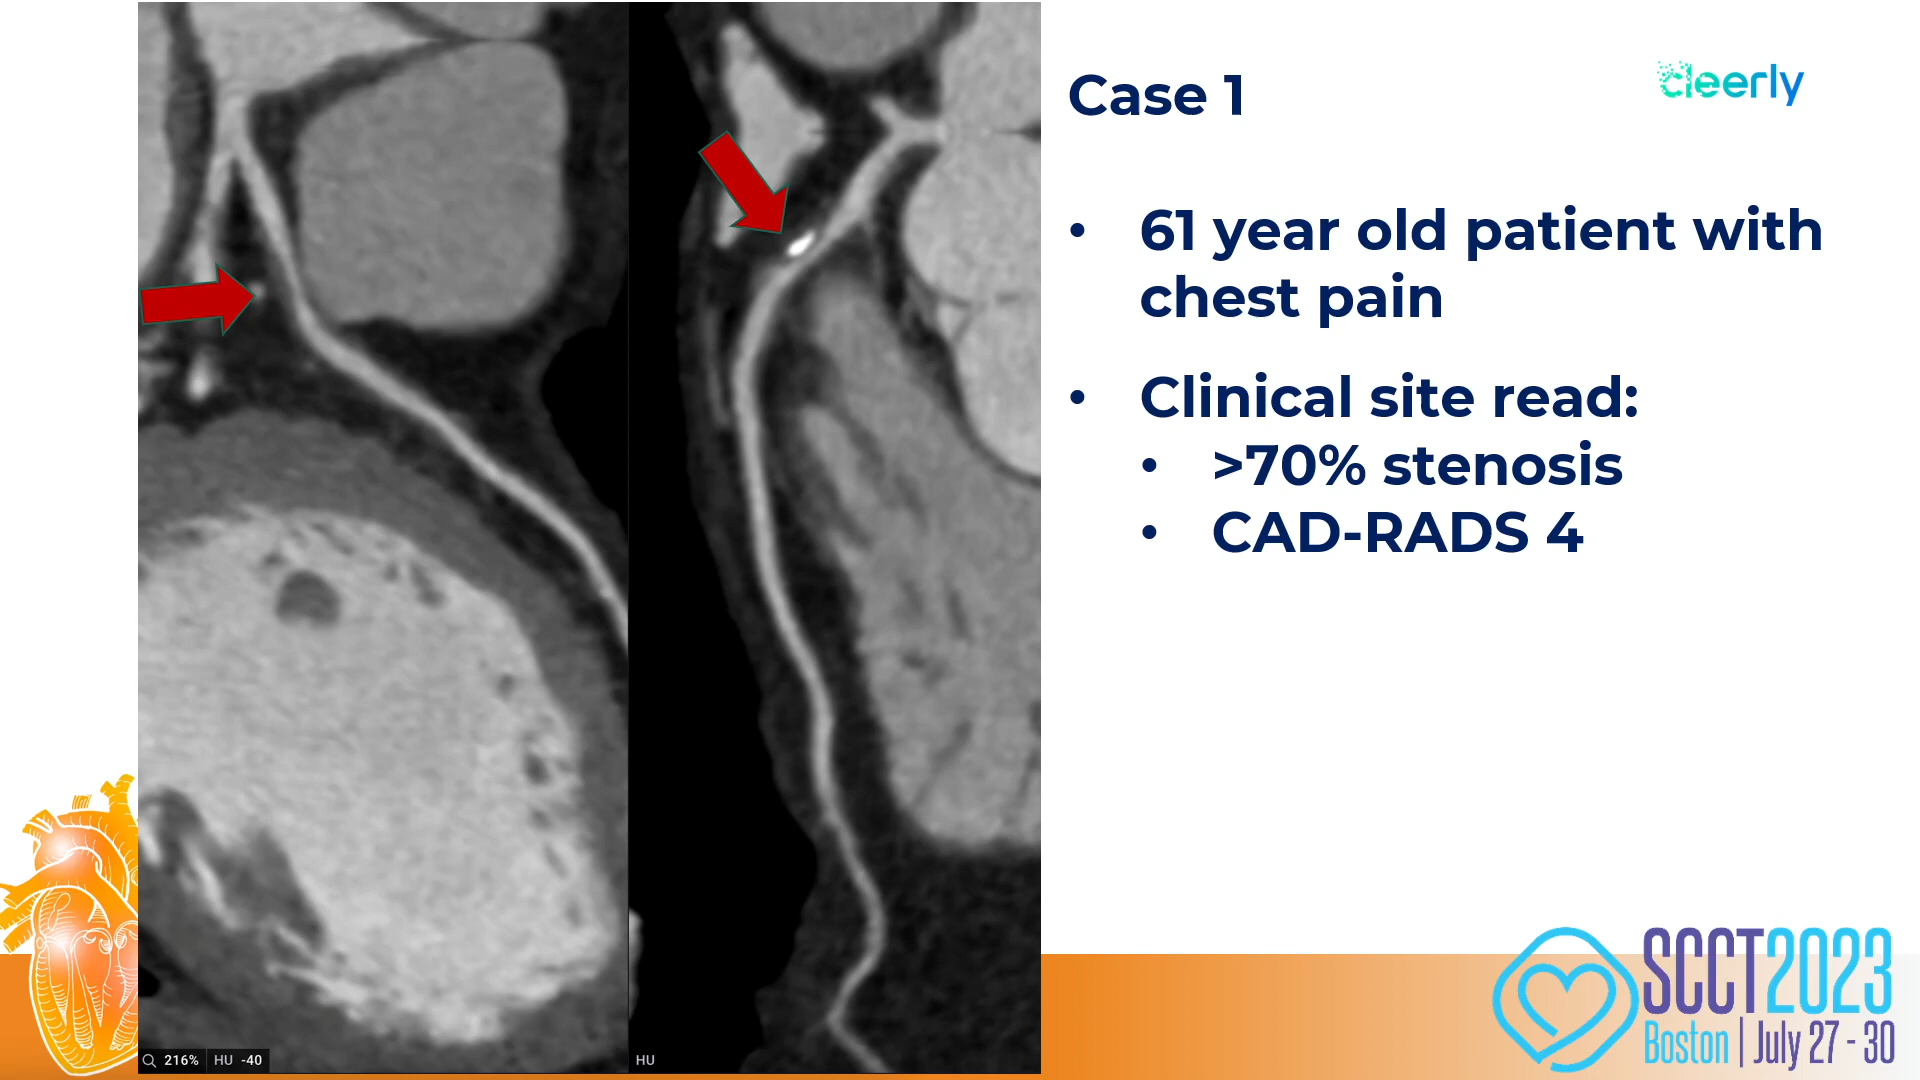 Case 1
cleerly
• 61 year old patient with
chest pain
• Clinical site read:
• >70% stenosis
• CAD-RADS 4
216% HU -40
HU
SCCT2023
Boston | July 27 - 30